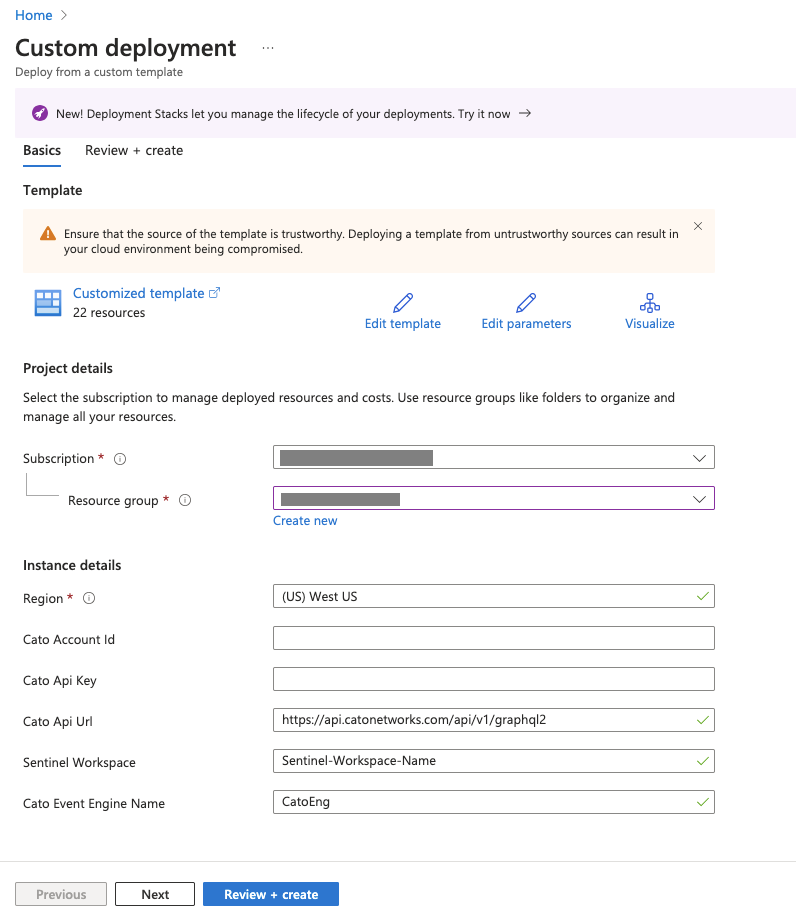 Home
Custom deployment ...
Deploy from a custom template
New! Deployment Stacks let you manage the lifecycle of your deployments. Try it now →
Basics Review + create
Template
Ensure that the source of the template is trustworthy. Deploying a template from untrustworthy sources can result in
your cloud environment being compromised.
Customized template
22 resources
Edit template Edit parameters Visualize
Project details
Select the subscription to manage deployed resources and costs. Use resource groups like folders to organize and
manage all your resources.
Subscription *
Resource group *
Create new
Instance details
Region * (US) West US
Cato Account Id
Cato Api Key
Cato Api Url https://api.catonetworks.com/api/v1/graphql2
Sentinel Workspace Sentinel-Workspace-Name
Cato Event Engine Name CatoEng
Previous Next Review + create